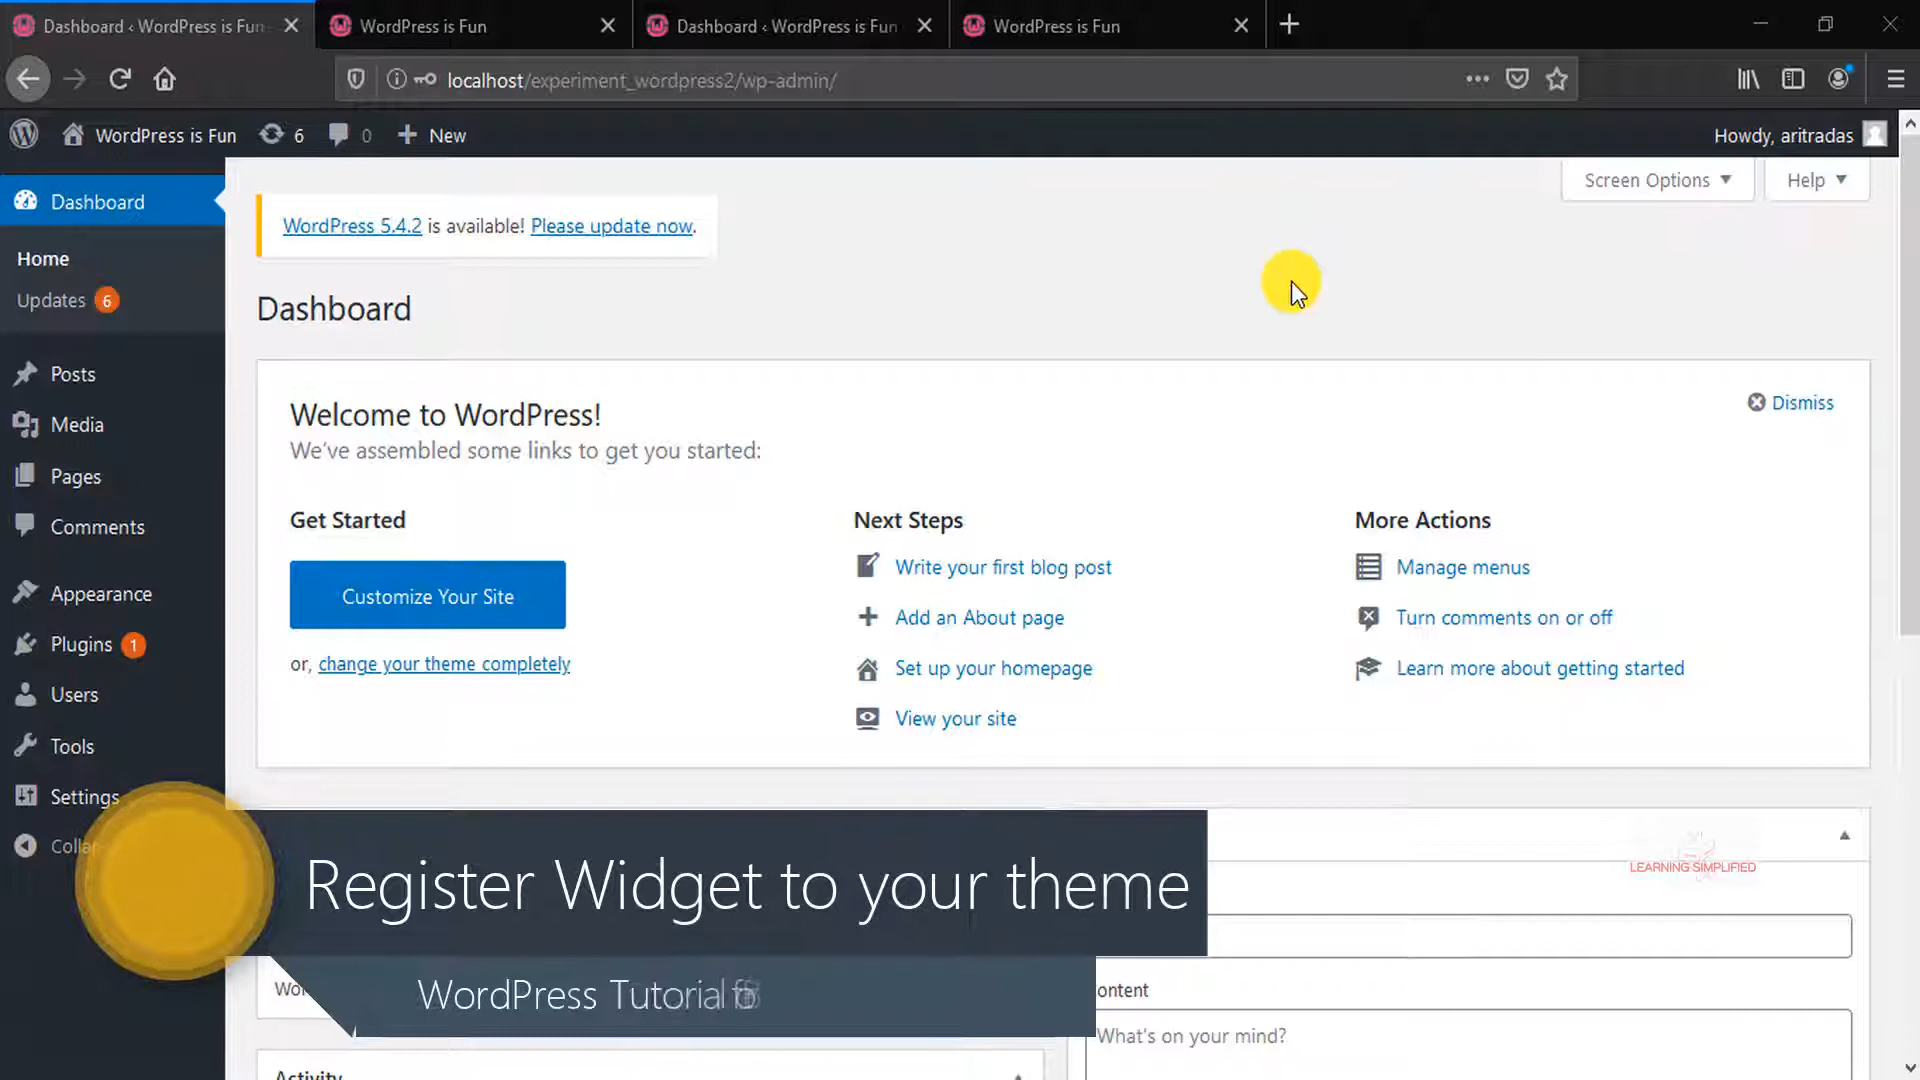 Dashboard ‹ WordPress is Fun
WordPress is Fun
Dashboard ‹ WordPress is Fun
WordPress is Fun
localhost/experiment_wordpress2/wp-admin/
WordPress is Fun
6
0
New
Howdy, aritradas
Dashboard
Home
Updates 6
Posts
Media
Pages
Comments
Appearance
Plugins 1
Users
Tools
Settings
Screen Options
Help
WordPress 5.4.2 is available! Please update now.
Dashboard
Welcome to WordPress!
We've assembled some links to get you started:
Dismiss
Get Started
Customize Your Site
or, change your theme completely
Next Steps
Write your first blog post
Add an About page
Set up your homepage
View your site
More Actions
Manage menus
Turn comments on or off
Learn more about getting started
LEARNING SIMPLIFIED
Register Widget to your theme
WordPress Tutorial
What's on your mind?
Activity